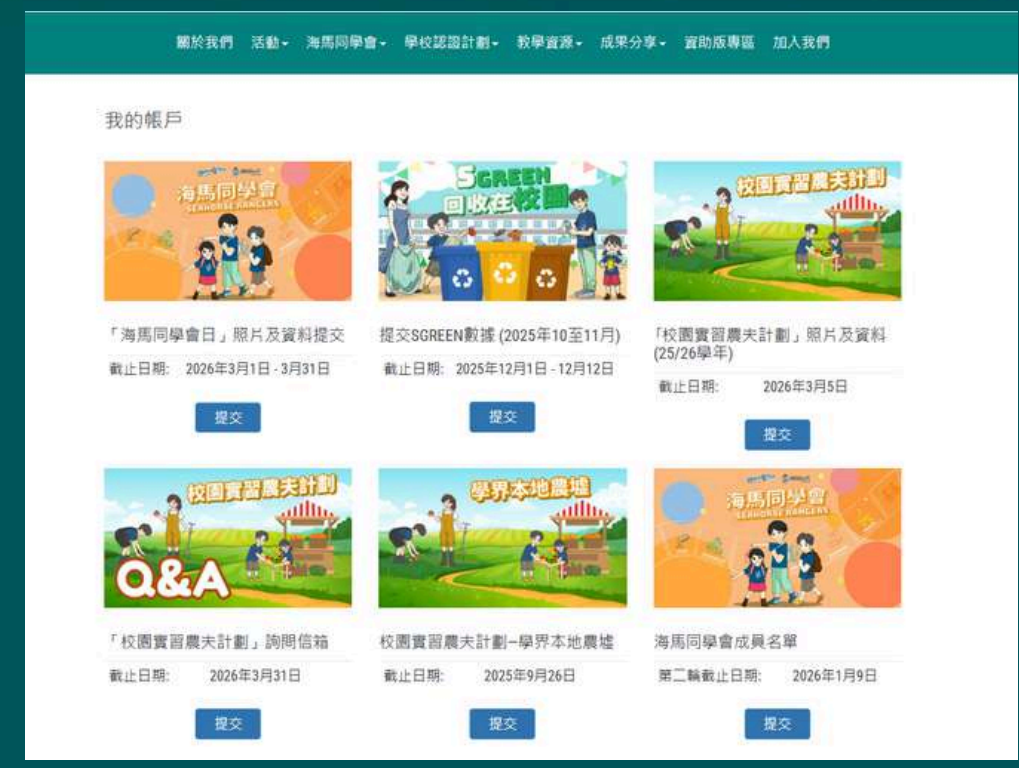 關於我們 活動 海馬同學會 學校認證計劃 教學資源 成果分享 資助版專區 加入我們
我的帳戶
海馬同學會
SEAHORSE RANGERS
SGREEN
回收在校園
校園實習農夫計劃
「海馬同學會日」照片及資料提交
截止日期: 2026年3月1日 - 3月31日
提交
提交SGREEN數據 (2025年10至11月)
截止日期: 2025年12月1日 - 12月12日
提交
「校園實習農夫計劃」照片及資料
(25/26學年)
截止日期: 2026年3月5日
提交
校園實習農夫計劃
Q&A
學界本地農墟
海馬同學會
SEAHORSE RANGERS
「校園實習農夫計劃」詢問信箱
截止日期: 2026年3月31日
提交
校園實習農夫計劃–學界本地農墟
截止日期: 2025年9月26日
提交
海馬同學會成員名單
第二輪截止日期: 2026年1月9日
提交